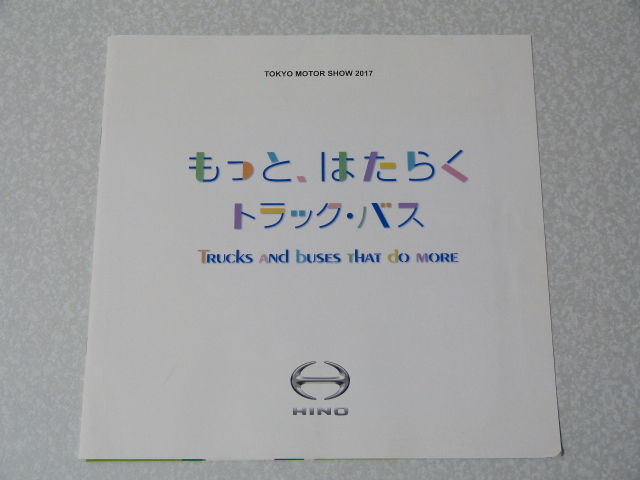 TOKYO MOTOR SHOW 2017
もっと、はたらく
トラック・バス
TRUCKS ANd bUSES THAT dO MORE
HINO